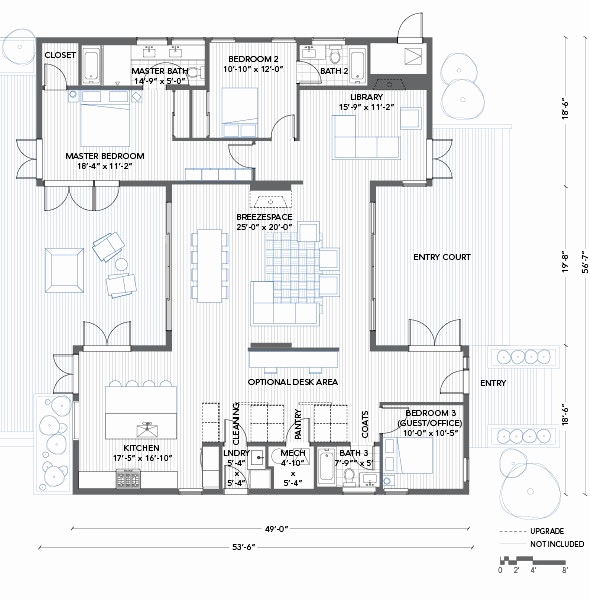 CLOSET
MASTER BATH
14'-9" x 5'-0"
BEDROOM 2
10'-10" x 12'-0"
BATH 2
LIBRARY
15'-9" x 11'-2"
MASTER BEDROOM
18'-4" x 11'-2"
18'-6"
BREEZESPACE
25'-0" x 20'-0"
ENTRY COURT
19'-8"
56'-7"
OPTIONAL DESK AREA
ENTRY
CLEANING
PANTRY
COATS
BEDROOM 3
(GUEST/OFFICE)
10'-0" x 10'-5"
18'-6"
KITCHEN
17'-5" x 16'-10"
LNDRY
5'-4"
x
5'-4"
MECH
4'-10"
x
5'-4"
BATH 3
7'-9"" x 5'
49'-0"
53'-6"
UPGRADE
NOT INCLUDED
0 2' 4' 8'